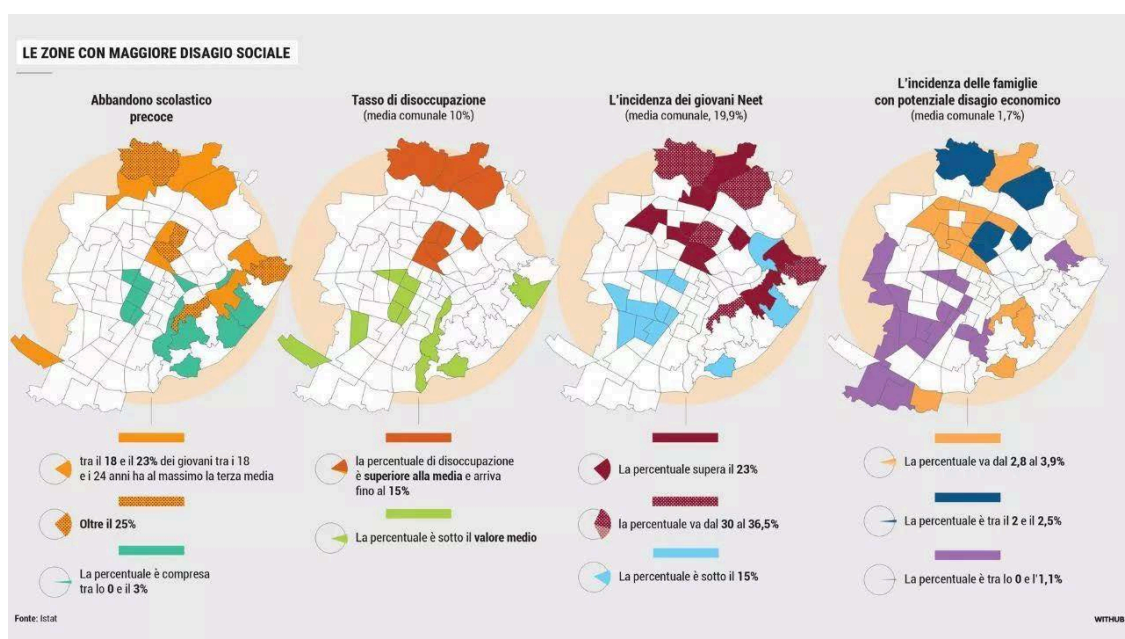 LE ZONE CON MAGGIORE DISAGIO SOCIALE
Abbandono scolastico
precoce
tra il 18 e il 23% dei giovani tra i 18
e i 24 anni ha al massimo la terza media
Oltre il 25%
La percentuale è compresa
tra lo 0 e il 3%
Tasso di disoccupazione
(media comunale 10%)
la percentuale di disoccupazione
è superiore alla media e arriva
fino al 15%
La percentuale è sotto il valore medio
L'incidenza dei giovani Neet
(media comunale, 19,9%)
La percentuale supera il 23%
la percentuale va dal 30 al 36,5%
La percentuale è sotto il 15%
L'incidenza delle famiglie
con potenziale disagio economico
(media comunale 1,7%)
La percentuale va dal 2,8 al 3,9%
La percentuale è tra il 2 e il 2,5%
La percentuale è tra lo 0 e l'1,1%
Fonte: Istat
WITHUB